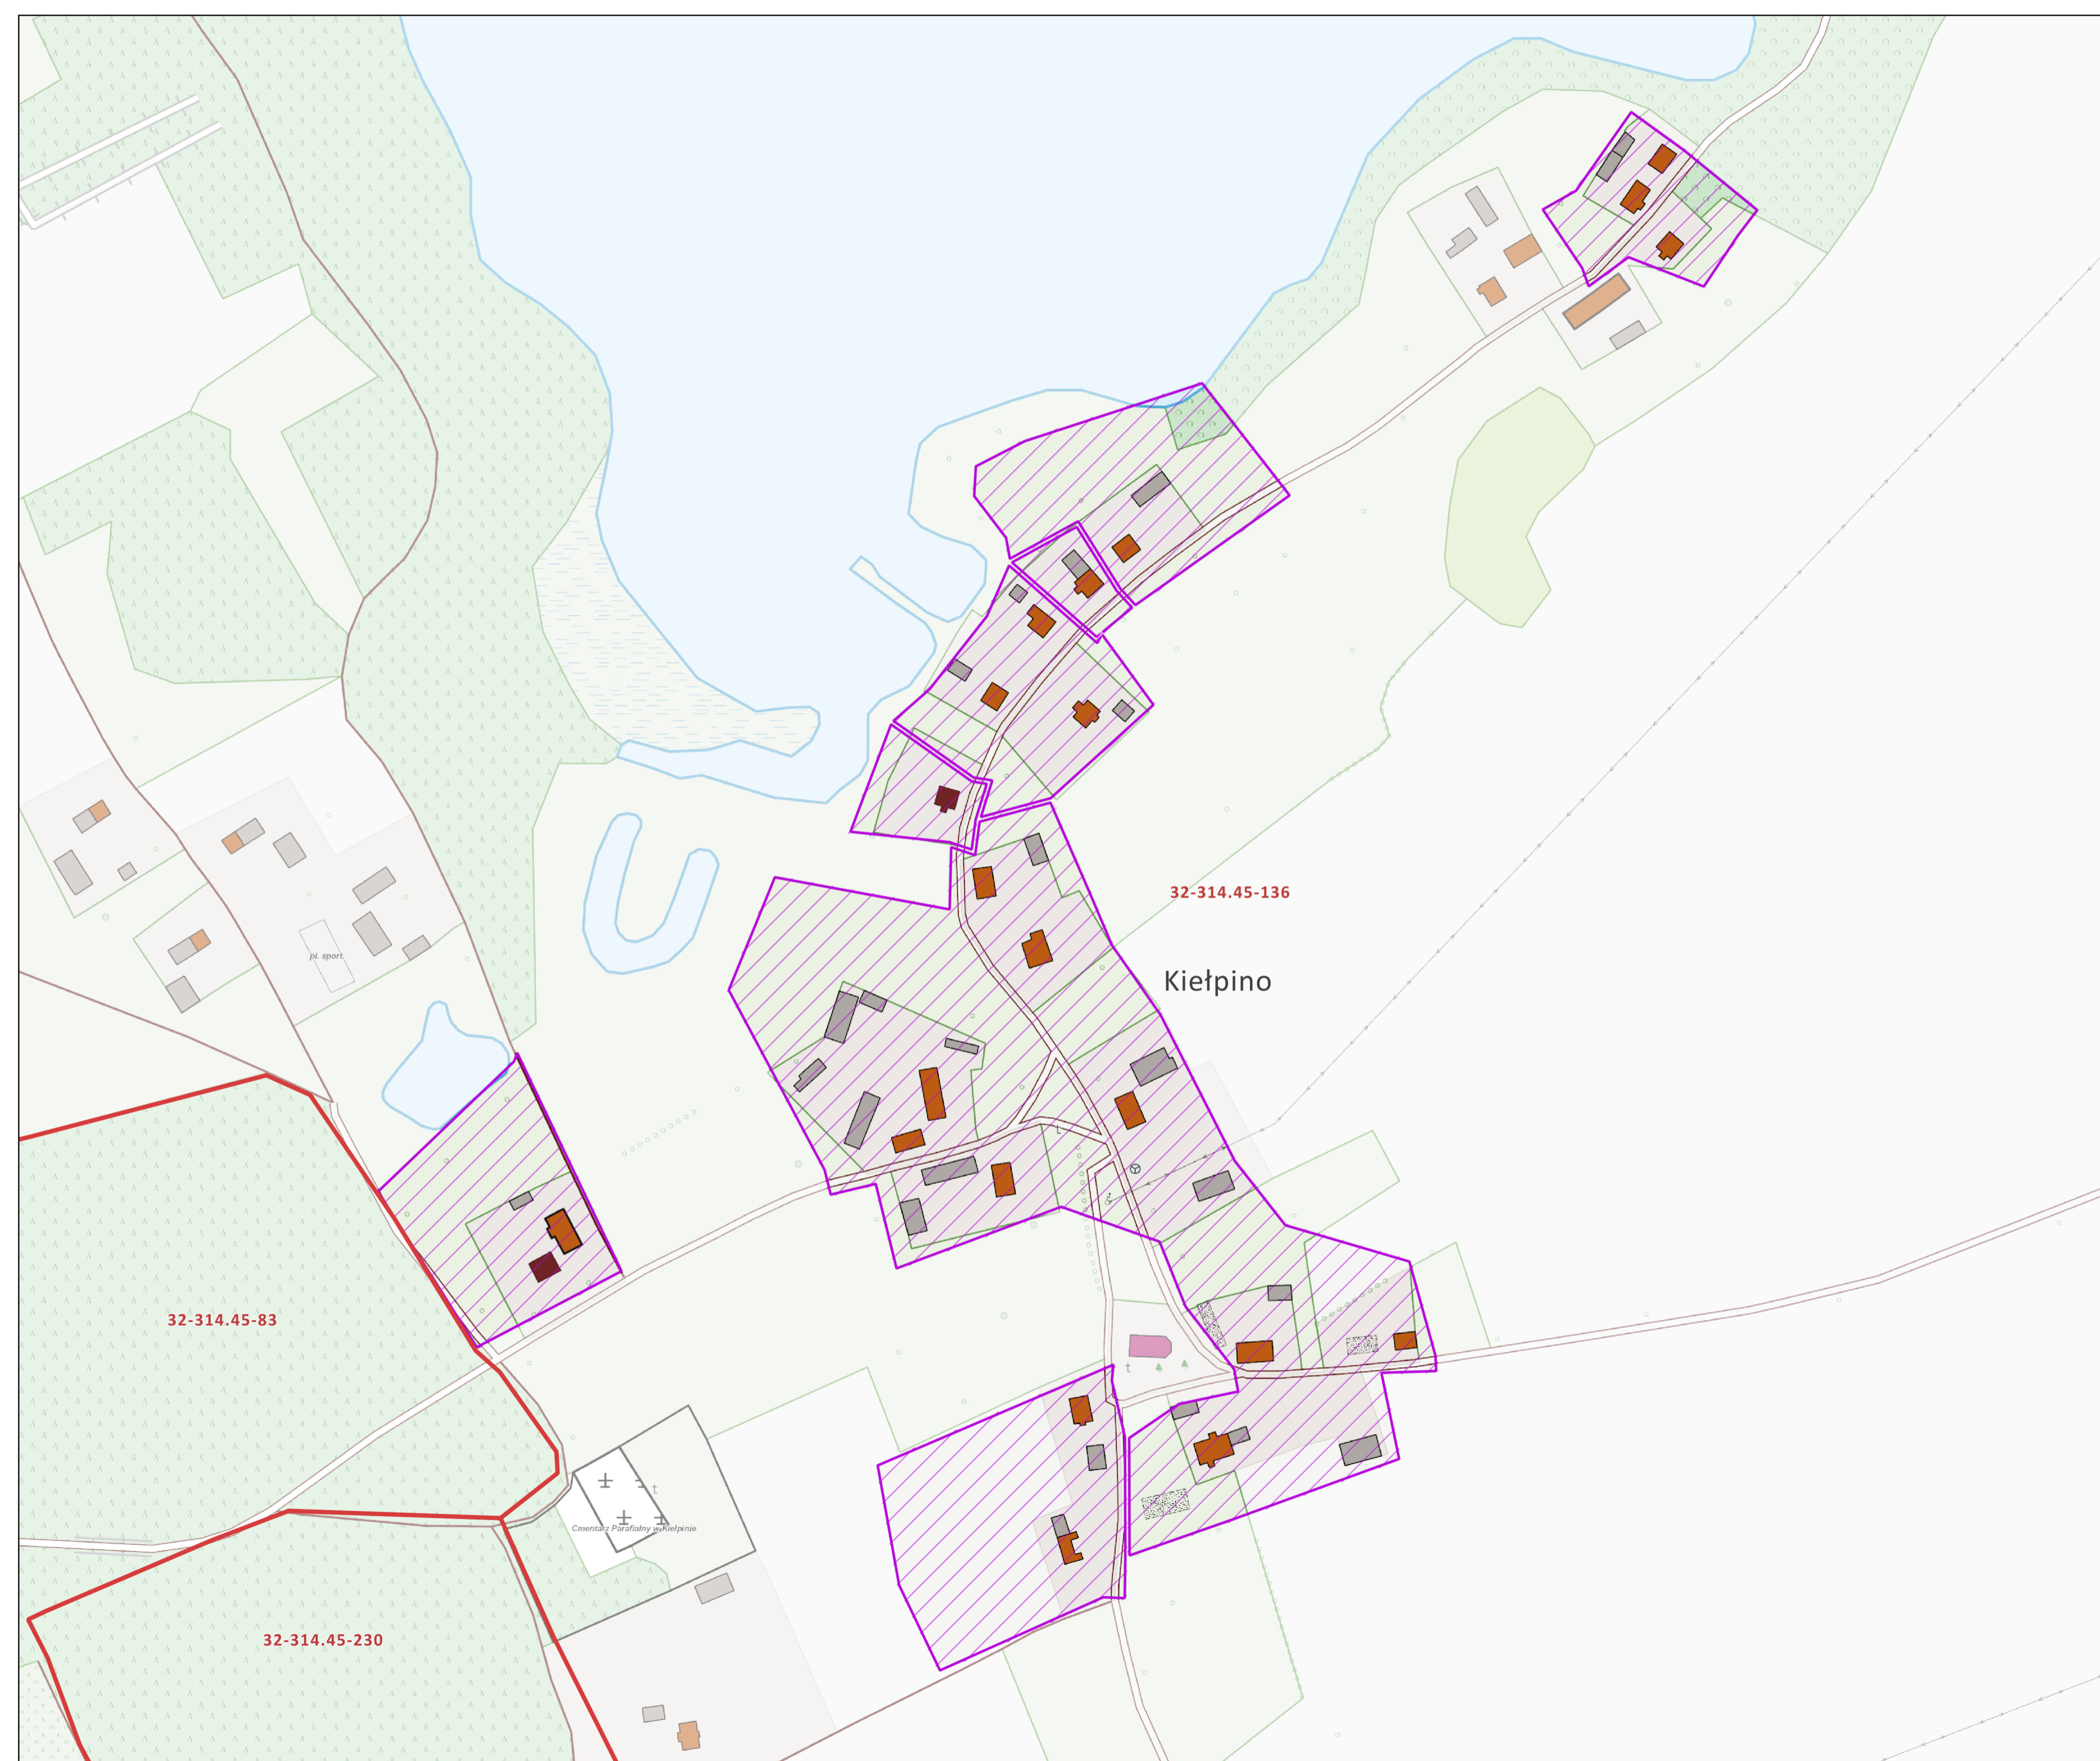 32-314.45-136
pl. sport.
Kiełpino
t
t
32-314.45-83
t
Cmentarz Parafialny w Kiełpinie
32-314.45-230